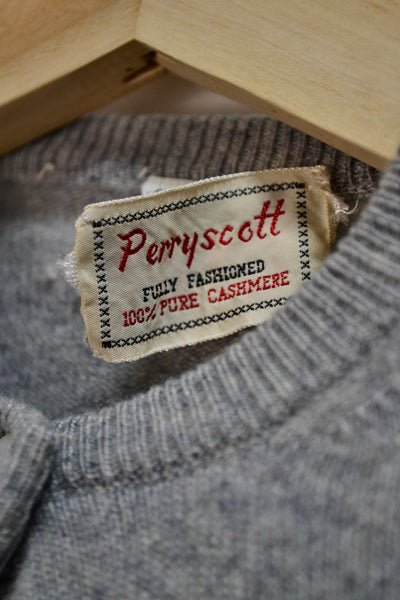 Perryscott
FULLY FASHIONED
100% PURE CASHMERE